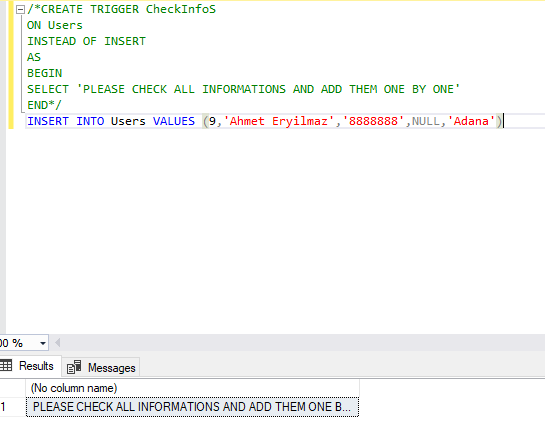 /*CREATE TRIGGER CheckInfoS
ON Users
INSTEAD OF INSERT
AS
BEGIN
SELECT 'PLEASE CHECK ALL INFORMATIONS AND ADD THEM ONE BY ONE'
END*/
INSERT INTO Users VALUES (9,'Ahmet Eryilmaz','8888888',NULL,'Adana')
00 %
Results Messages
(No column name)
1 PLEASE CHECK ALL INFORMATIONS AND ADD THEM ONE B...